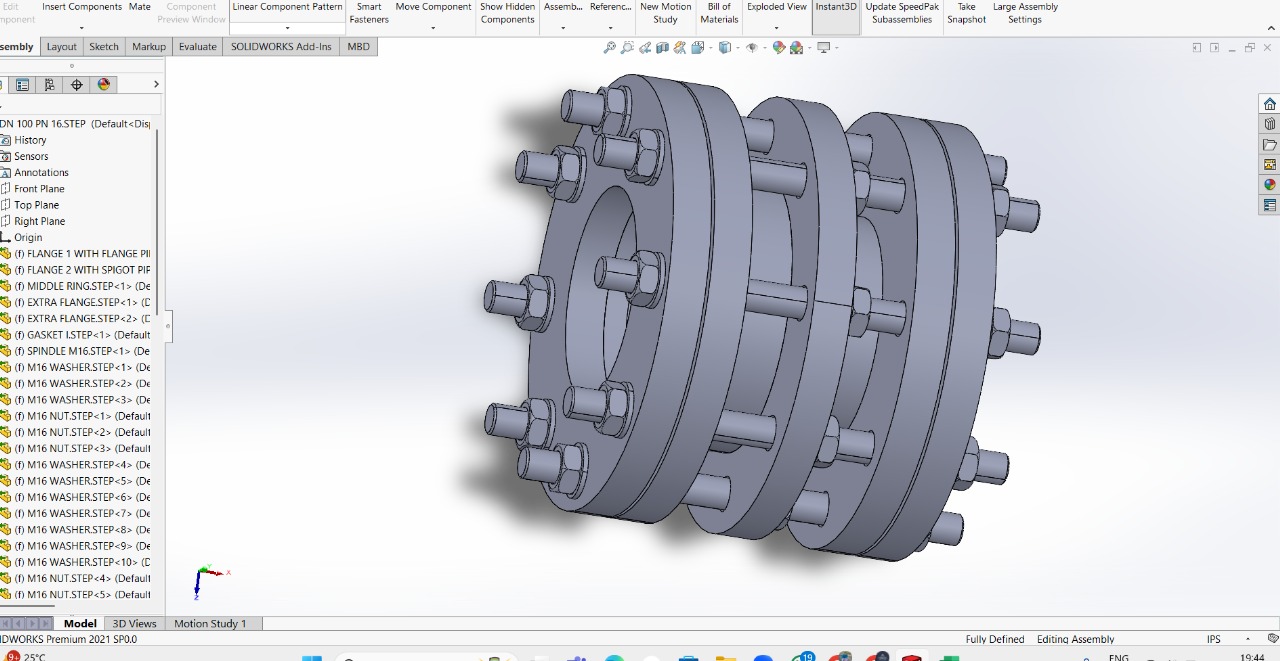 Edit
Insert Components
Mate
Component
Linear Component Pattern
Smart
Move Component
Show Hidden
Assemb...
Referenc...
New Motion
Bill of
Exploded View
Instant3D
Update SpeedPak
Take
Large Assembly
mponent
Preview Window
Fasteners
Components
Study
Materials
Subassemblies
Snapshot
Settings
ssembly
Layout
Sketch
Markup
Evaluate
SOLIDWORKS Add-Ins
MBD
DN 100 PN 16.STEP (Default<Disp
History
Sensors
Annotations
Front Plane
Top Plane
Right Plane
Origin
(f) FLANGE 1 WITH FLANGE PI
(f) FLANGE 2 WITH SPIGOT PIP
(f) MIDDLE RING.STEP<1> (De
(f) EXTRA FLANGE.STEP<1> (D
(f) EXTRA FLANGE.STEP<2> (D
(f) GASKET I.STEP<1> (Default
(f) SPINDLE M16.STEP<1> (De
(f) M16 WASHER.STEP<1> (De
(f) M16 WASHER.STEP<2> (De
(f) M16 WASHER.STEP<3> (De
(f) M16 NUT.STEP<1> (Default
(f) M16 NUT.STEP<2> (Default
(f) M16 NUT.STEP<3> (Default
(f) M16 WASHER.STEP<4> (De
(f) M16 WASHER.STEP<5> (De
(f) M16 WASHER.STEP<6> (De
(f) M16 WASHER.STEP<7> (De
(f) M16 WASHER.STEP<8> (De
(f) M16 WASHER.STEP<9> (De
(f) M16 WASHER.STEP<10> (D
(f) M16 NUT.STEP<4> (Default
(f) M16 NUT.STEP<5> (Default
X
Z
Model
3D Views
Motion Study 1
IDWORKS Premium 2021 SP0.0
Fully Defined
Editing Assembly
IPS
9+
25°C
19
ENG
19:44